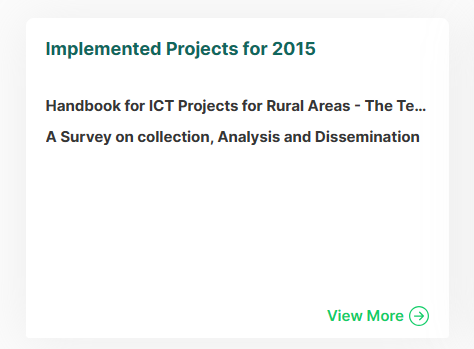 Implemented Projects for 2015
Handbook for ICT Projects for Rural Areas - The Te...
A Survey on collection, Analysis and Dissemination
View More